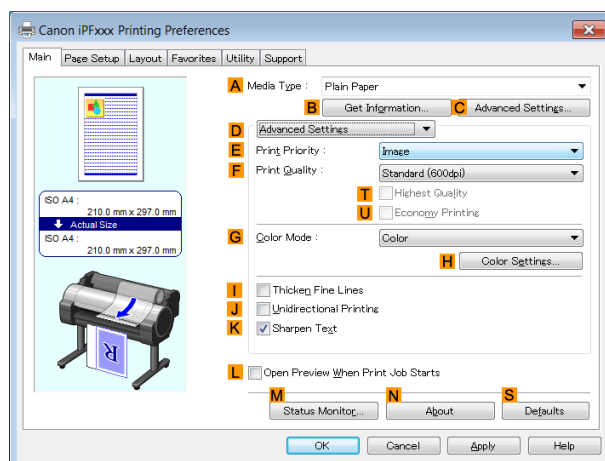 Canon iPFxxx Printing Preferences
Main Page Setup Layout Favorites Utility Support
A Media Type : Plain Paper
B Get Information... C Advanced Settings...
D Advanced Settings
E Print Priority : Image
F Print Quality : Standard (600dpi)
T Highest Quality
U Economy Printing
ISO A4 :
210.0 mm x 297.0 mm
Actual Size
ISO A4 :
210.0 mm x 297.0 mm
G Color Mode : Color
H Color Settings...
I Thicken Fine Lines
J Unidirectional Printing
K Sharpen Text
R
L Open Preview When Print Job Starts
M N S
Status Monitor... About Defaults
OK Cancel Apply Help